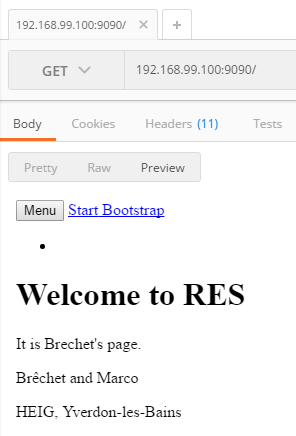 192.168.99.100:9090/
GET 192.168.99.100:9090/
Body Cookies Headers (11) Tests
Pretty Raw Preview
Menu Start Bootstrap
Welcome to RES
It is Brechet's page.
Brêchet and Marco
HEIG, Yverdon-les-Bains